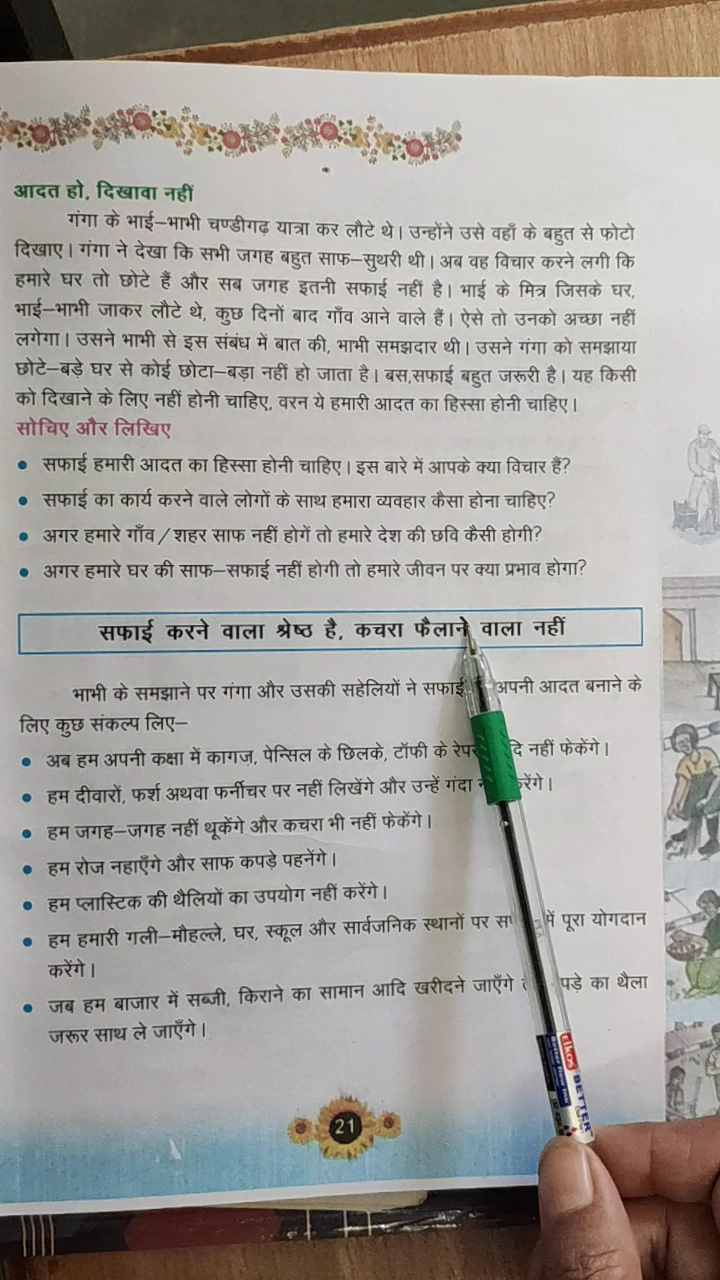 आदत हो, दिखावा नहीं
गंगा के भाई–भाभी चण्डीगढ़ यात्रा कर लौटे थे। उन्होंने उसे वहाँ के बहुत से फोटो
दिखाए। गंगा ने देखा कि सभी जगह बहुत साफ–सुथरी थी। अब वह विचार करने लगी कि
हमारे घर तो छोटे हैं और सब जगह इतनी सफाई नहीं है। भाई के मित्र जिसके घर,
भाई–भाभी जाकर लौटे थे, कुछ दिनों बाद गाँव आने वाले हैं। ऐसे तो उनको अच्छा नहीं
लगेगा। उसने भाभी से इस संबंध में बात की, भाभी समझदार थी। उसने गंगा को समझाया
छोटे–बड़े घर से कोई छोटा–बड़ा नहीं हो जाता है। बस,सफाई बहुत जरूरी है। यह किसी
को दिखाने के लिए नहीं होनी चाहिए, वरन ये हमारी आदत का हिस्सा होनी चाहिए।
सोचिए और लिखिए
• सफाई हमारी आदत का हिस्सा होनी चाहिए। इस बारे में आपके क्या विचार हैं?
• सफाई का कार्य करने वाले लोगों के साथ हमारा व्यवहार कैसा होना चाहिए?
• अगर हमारे गाँव/शहर साफ नहीं होगें तो हमारे देश की छवि कैसी होगी?
• अगर हमारे घर की साफ–सफाई नहीं होगी तो हमारे जीवन पर क्या प्रभाव होगा?
सफाई करने वाला श्रेष्ठ है, कचरा फैलाने वाला नहीं
भाभी के समझाने पर गंगा और उसकी सहेलियों ने सफाई अपनी आदत बनाने के
लिए कुछ संकल्प लिए–
• अब हम अपनी कक्षा में कागज़, पेन्सिल के छिलके, टॉफी के नहीं फेकेंगे।
• हम दीवारों, फर्श अथवा फर्नीचर पर नहीं लिखेंगे और उन्हें गंदा
• हम जगह–जगह नहीं थूकेंगे और कचरा भी नहीं फेकेंगे।
• हम रोज नहाएँगे और साफ कपड़े पहनेंगे।
• हम प्लास्टिक की थैलियों का उपयोग नहीं करेंगे।
• हम हमारी गली–मौहल्ले, घर, स्कूल और सार्वजनिक स्थानों पर में पूरा योगदान
करेंगे।
• जब हम बाजार में सब्जी, किराने का सामान आदि खरीदने जाएँगे का थैला
जरूर साथ ले जाएँगे।
21
Elkos
BETTER